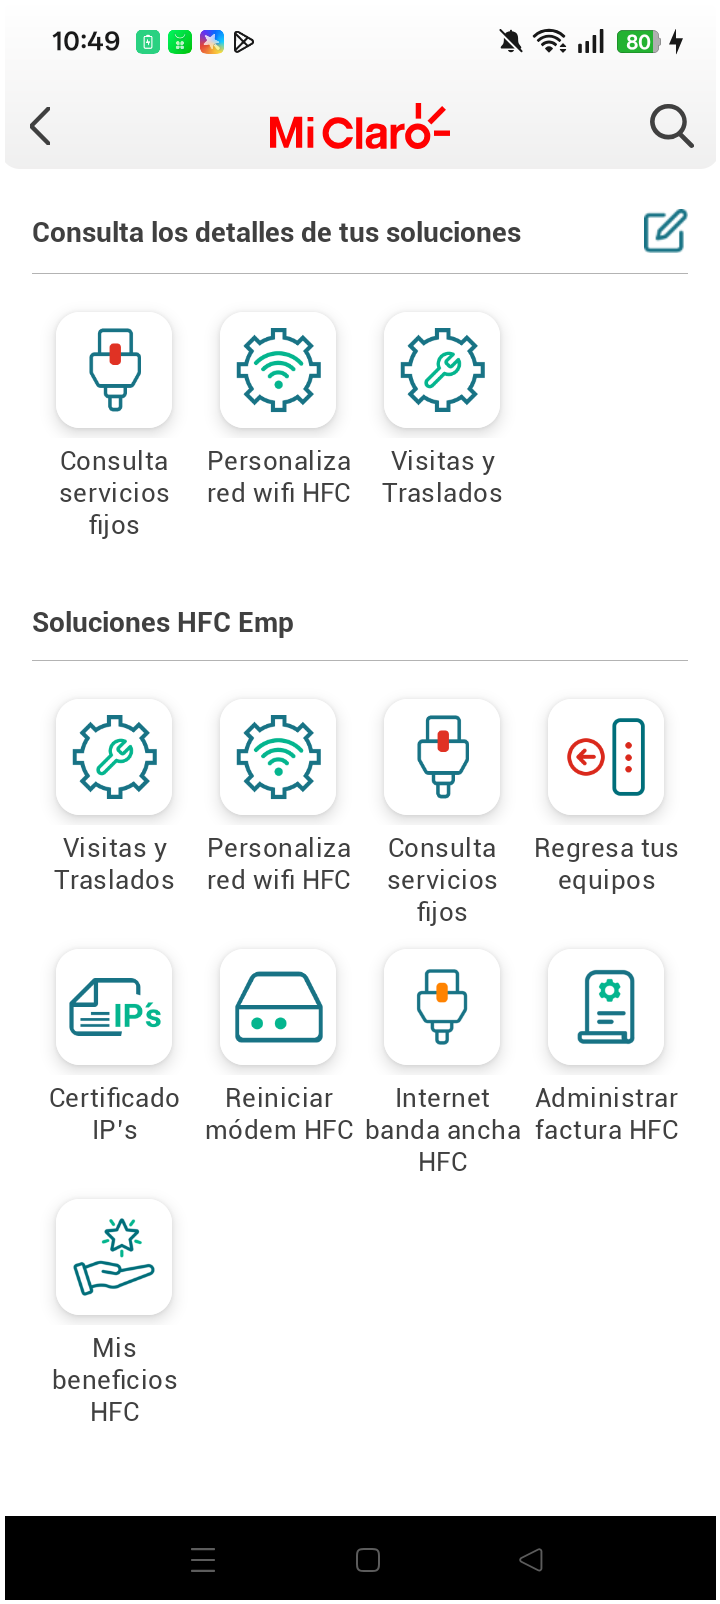 10:49
80
Mi Claro
Consulta los detalles de tus soluciones
Consulta
servicios
fijos
Personaliza
red wifi HFC
Visitas y
Traslados
Soluciones HFC Emp
Visitas y
Traslados
Personaliza
red wifi HFC
Consulta
servicios
fijos
Regresa tus
equipos
IP's
Certificado
IP's
Reiniciar
módem HFC
Internet
banda ancha
HFC
Administrar
factura HFC
Mis
beneficios
HFC